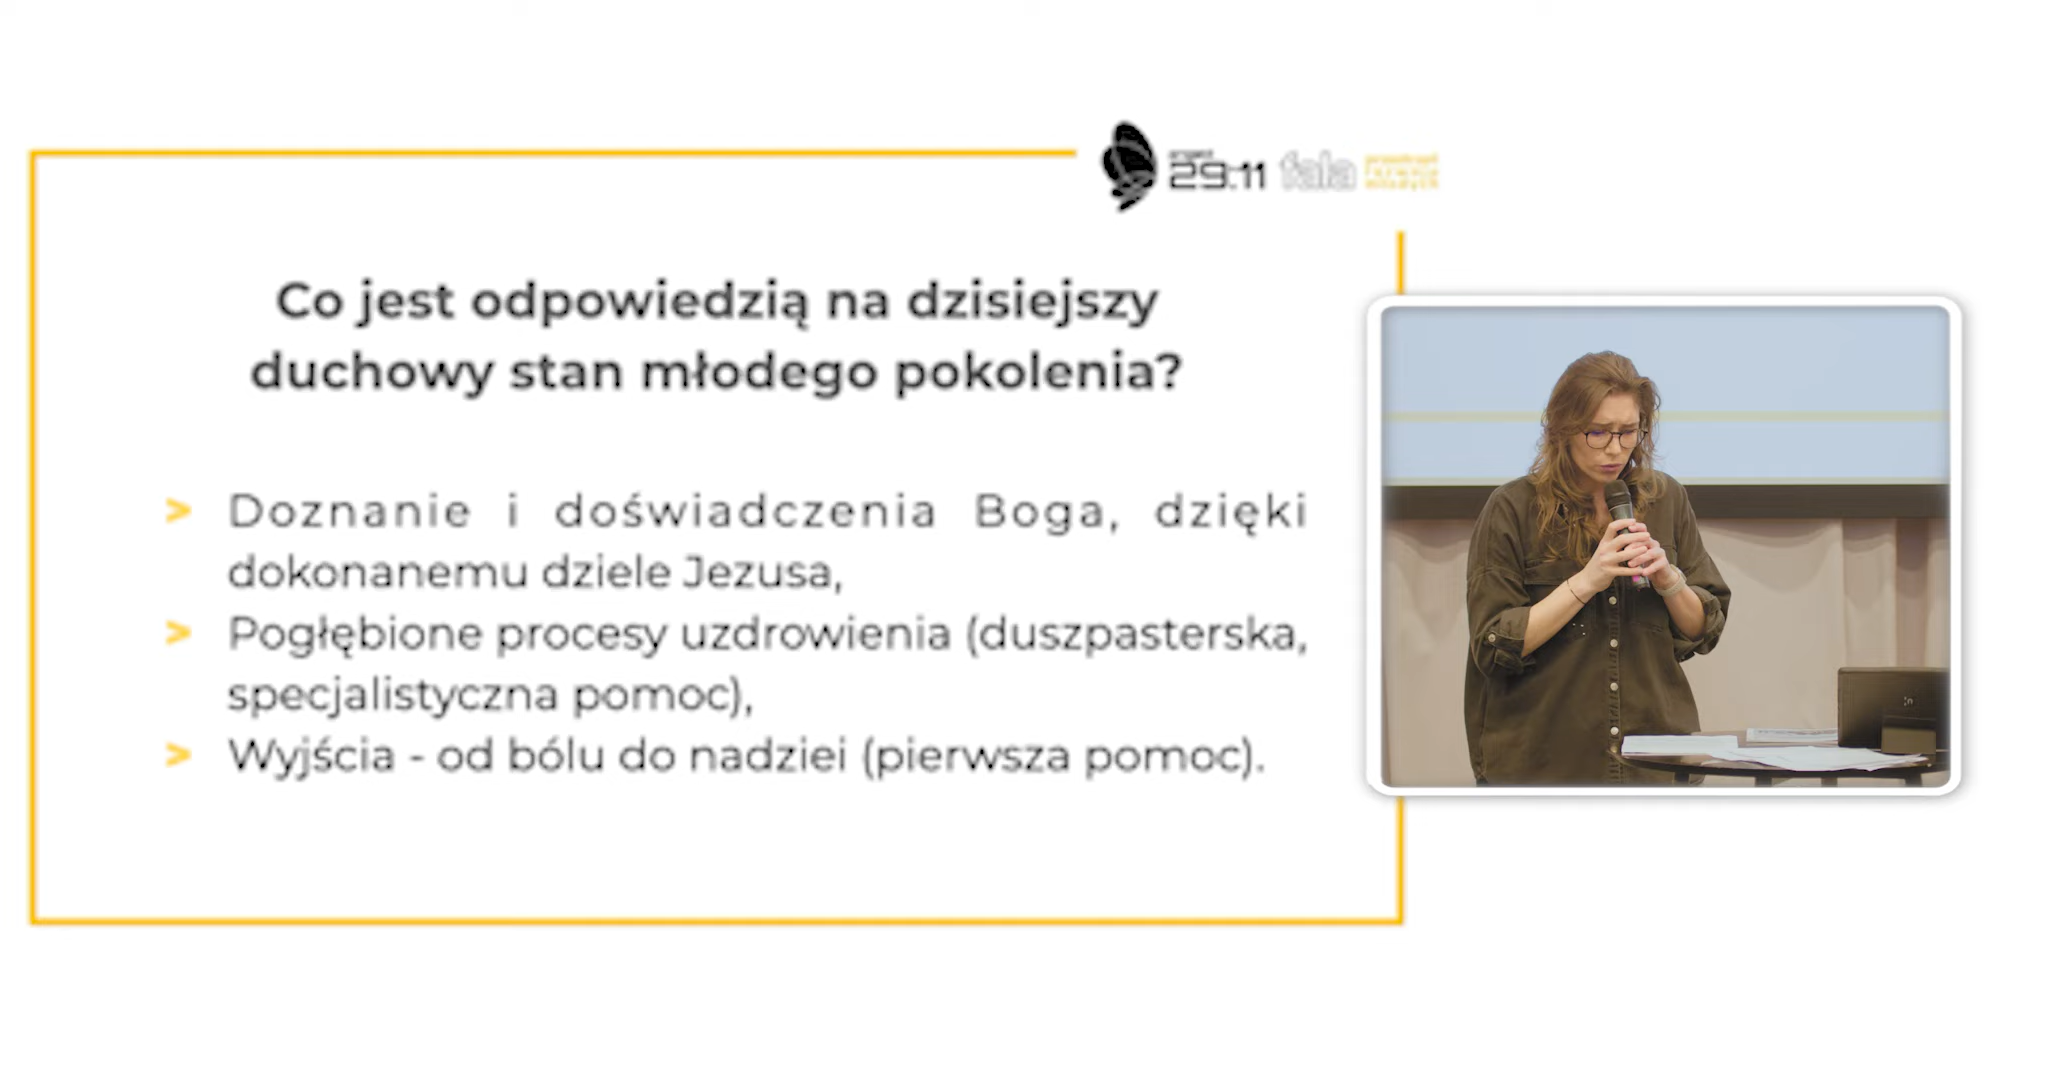 project
29:11 fala
Co jest odpowiedzią na dzisiejszy
duchowy stan młodego pokolenia?
> Doznanie i doświadczenia Boga, dzięki
dokonanemu dziele Jezusa,
> Pogłębione procesy uzdrowienia (duszpasterska,
specjalistyczna pomoc),
> Wyjścia - od bólu do nadziei (pierwsza pomoc).